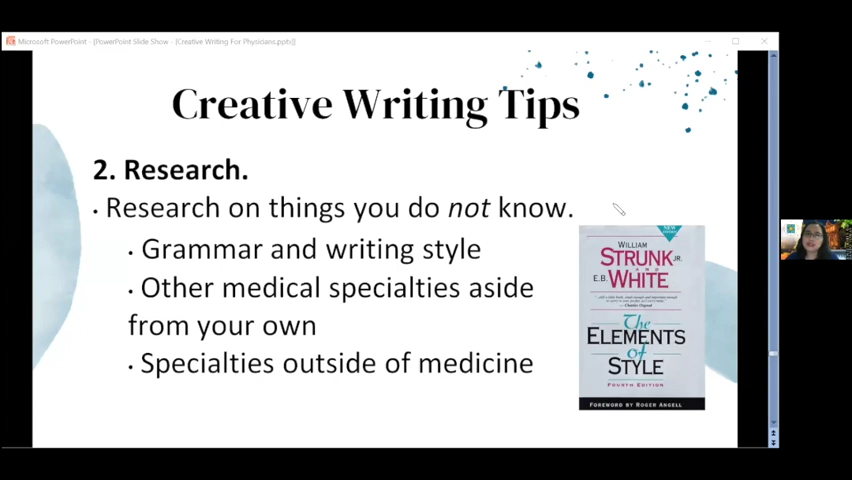 Microsoft PowerPoint - [PowerPoint Slide Show - [Creative Writing For Physicians.pptx]]
Creative Writing Tips
2. Research.
• Research on things you do not know.
• Grammar and writing style
• Other medical specialties aside
from your own
• Specialties outside of medicine
NEW
WILLIAM
STRUNK JR.
AND
E.B. WHITE
The
ELEMENTS
of
STYLE
FOURTH EDITION
FOREWORD BY ROGER ANGELL